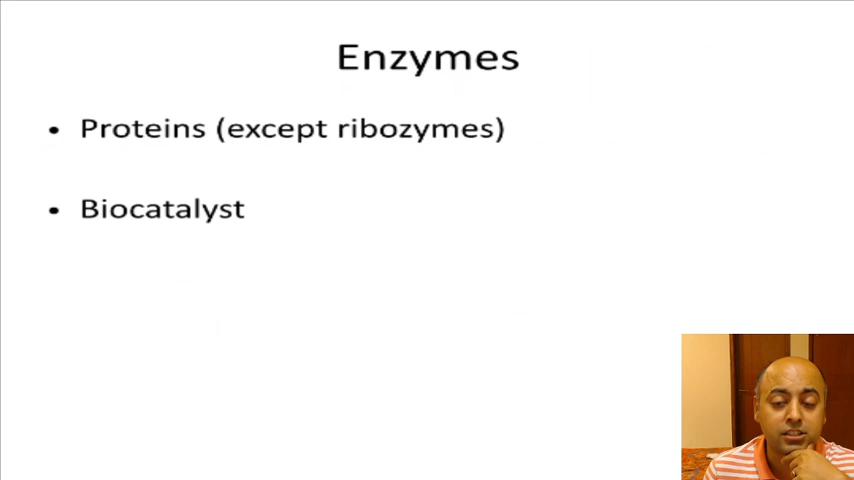 Enzymes
• Proteins (except ribozymes)
• Biocatalyst